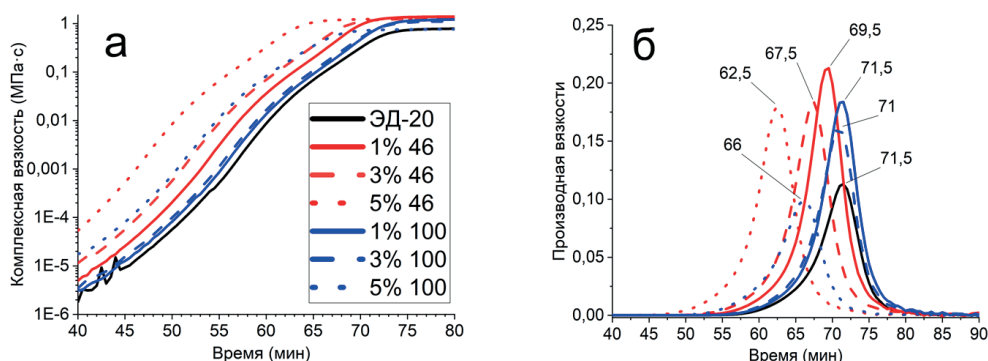 а
Комплексная вязкость (МПа·с)
1
0,1
0,01
0,001
1E-4
1E-5
1E-6
40 45 50 55 60 65 70 75 80
Время (мин)
ЭД-20
1% 46
3% 46
5% 46
1% 100
3% 100
5% 100
б
Производная вязкости
0,25
0,20
0,15
0,10
0,05
0,00
40 45 50 55 60 65 70 75 80 85 90
Время (мин)
62,5
67,5
69,5
71,5
71
66
71,5